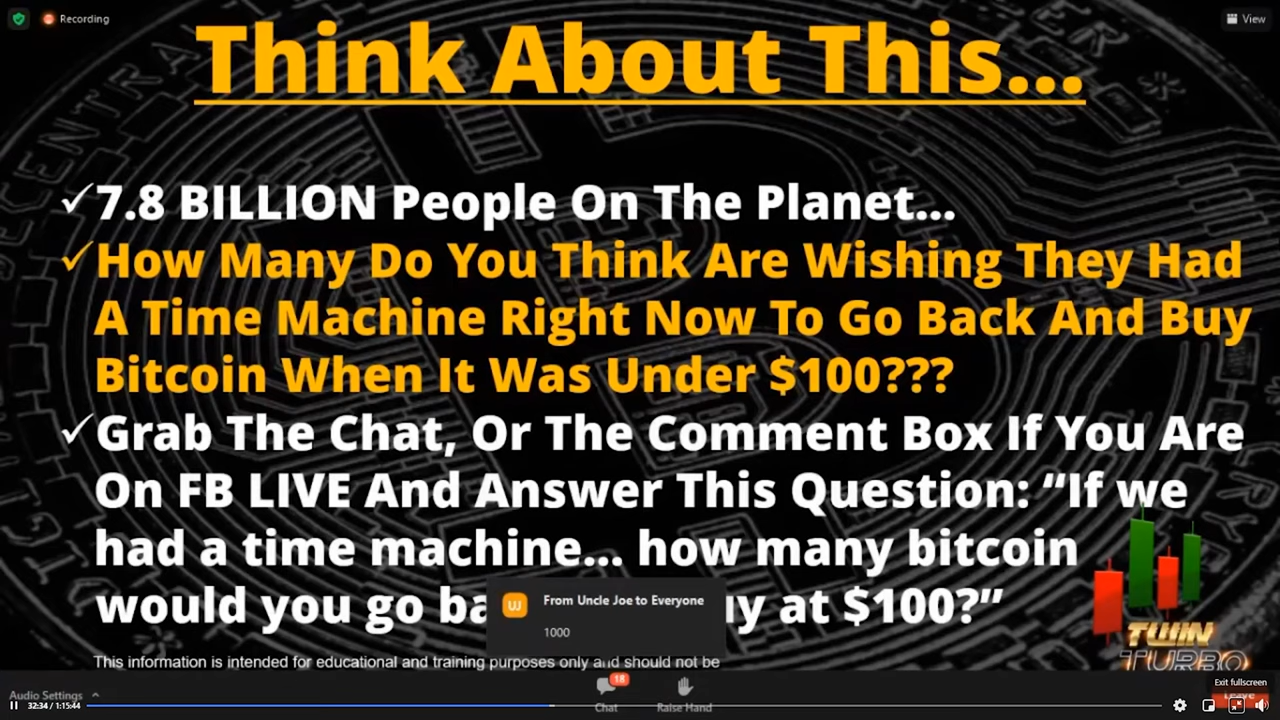 Recording
View
Think About This...
✓7.8 BILLION People On The Planet...
✓How Many Do You Think Are Wishing They Had
A Time Machine Right Now To Go Back And Buy
Bitcoin When It Was Under $100???
✓Grab The Chat, Or The Comment Box If You Are
On FB LIVE And Answer This Question: “If we
had a time machine... how many bitcoin
would you go ba
uy at $100?”
UJ
From Uncle Joe to Everyone
1000
TWIN
TURBO
This information is intended for educational and training purposes only and should not be
Exit fullscreen
Audio Settings
18
Chat
Raise Hand
Leave
32:34 / 1:15:44